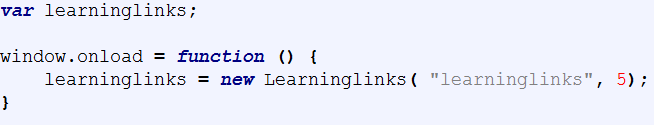 var learninglinks;
window.onload = function () {
    learninglinks = new Learninglinks( "learninglinks", 5);
}